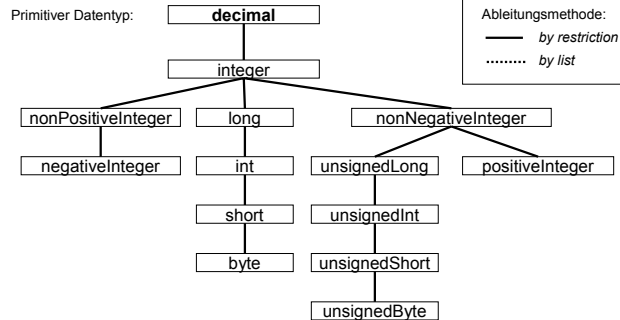 Primitiver Datentyp:
decimal
Ableitungsmethode:
by restriction
by list
integer
nonPositiveInteger
long
nonNegativeInteger
negativeInteger
int
unsignedLong
positiveInteger
short
unsignedInt
byte
unsignedShort
unsignedByte